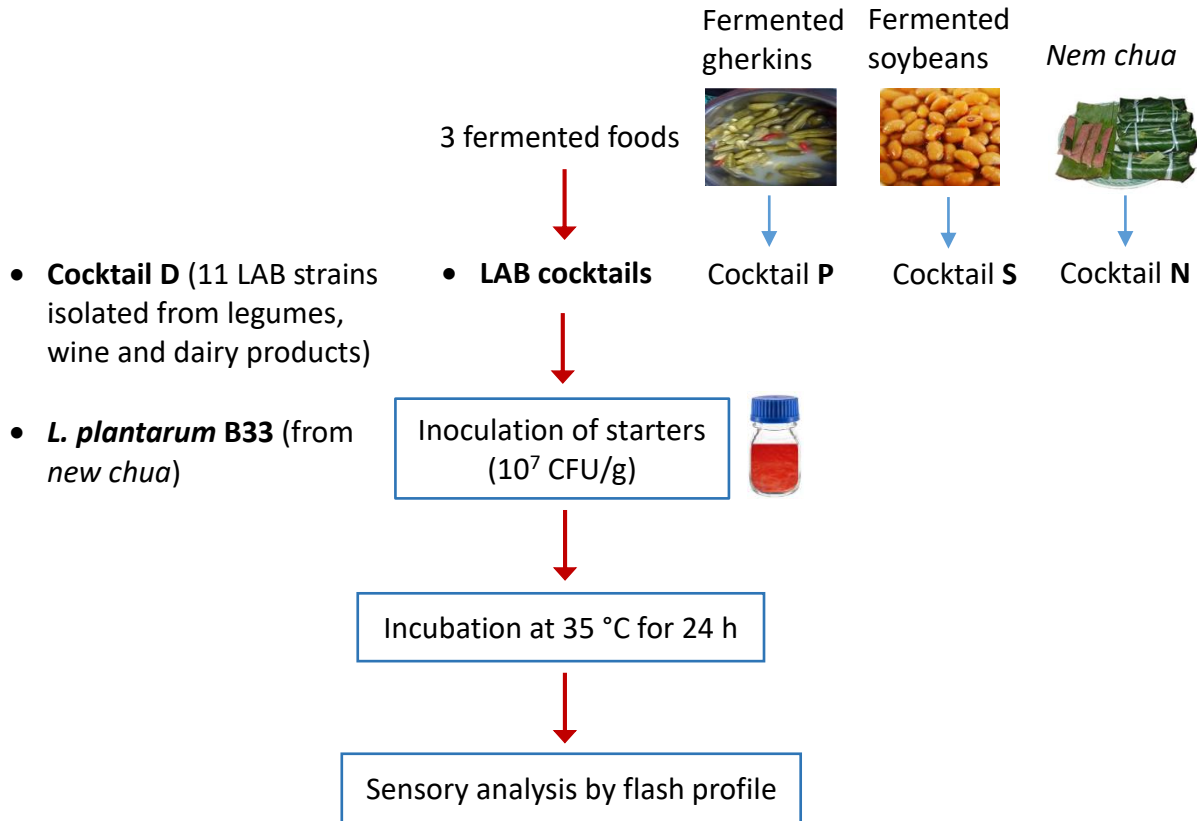 Fermented
gherkins
Fermented
soybeans
Nem chua
3 fermented foods
• Cocktail D (11 LAB strains
isolated from legumes,
wine and dairy products)
• LAB cocktails
Cocktail P
Cocktail S
Cocktail N
• L. plantarum B33 (from
new chua)
Inoculation of starters
(10⁷ CFU/g)
Incubation at 35 °C for 24 h
Sensory analysis by flash profile